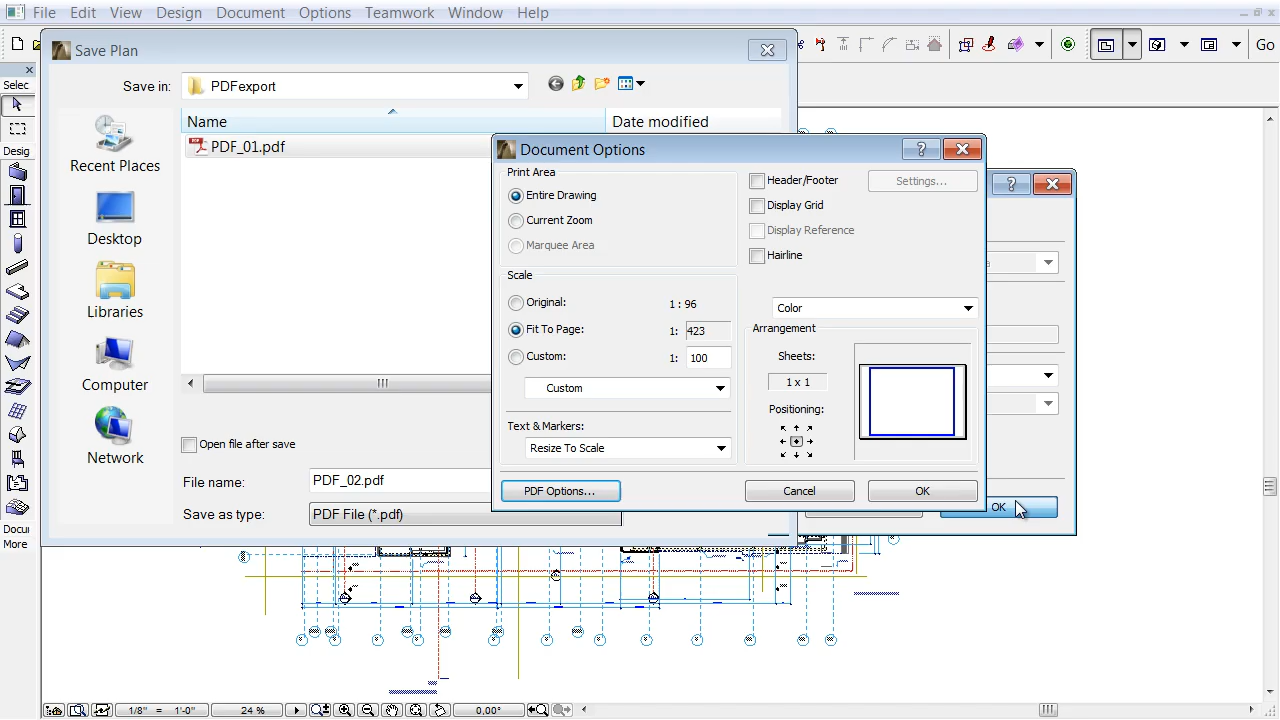 File Edit View Design Document Options Teamwork Window Help
Save Plan
Go
Selec
Save in: PDFexport
Name Date modified
PDF_01.pdf
Desig
Recent Places
Desktop
Libraries
Computer
Network
Docu
More
Open file after save
File name: PDF_02.pdf
Save as type: PDF File (*.pdf)
Document Options
Print Area
Entire Drawing
Current Zoom
Marquee Area
Scale
Original: 1 : 96
Fit To Page: 1: 423
Custom: 1: 100
Custom
Text & Markers:
Resize To Scale
PDF Options...
Header/Footer Settings...
Display Grid
Display Reference
Hairline
Color
Arrangement
Sheets:
1 x 1
Positioning:
Cancel OK
a
OK
1/8" = 1'-0" 24 % 0,00°